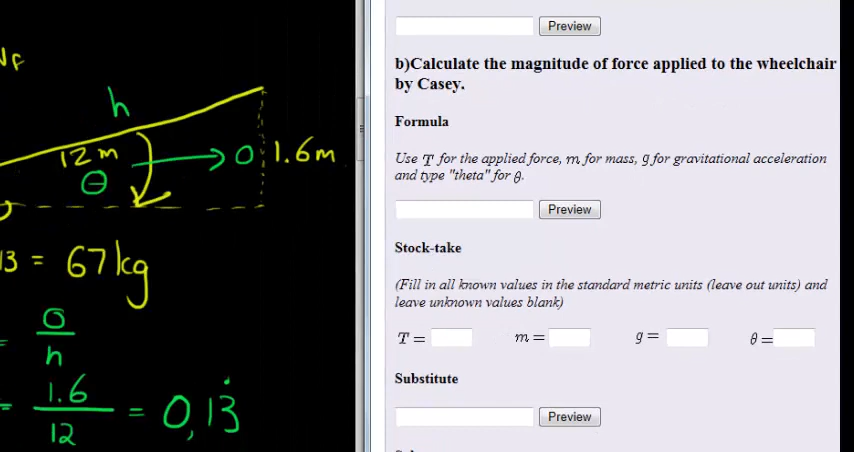 h
12m
θ
O 1.6m
13 = 67kg
= O
h
= 1.6
12
= 0,13̇
Preview
b)Calculate the magnitude of force applied to the wheelchair
by Casey.
Formula
Use T for the applied force, m for mass, g for gravitational acceleration
and type "theta" for θ.
Preview
Stock-take
(Fill in all known values in the standard metric units (leave out units) and
leave unknown values blank)
T = m = g = θ =
Substitute
Preview